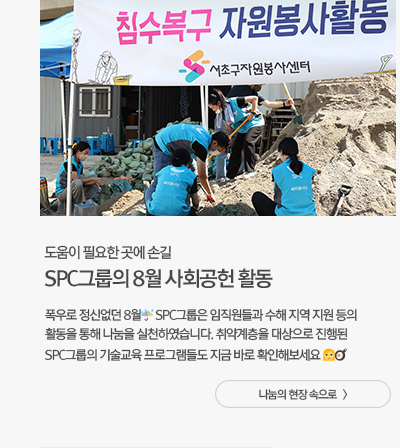 침수복구 자원봉사활동
서초구자원봉사센터
SPC
도움이 필요한 곳에 손길
SPC그룹의 8월 사회공헌 활동
폭우로 정신없던 8월☔ SPC그룹은 임직원들과 수해 지역 지원 등의
활동을 통해 나눔을 실천하였습니다. 취약계층을 대상으로 진행된
SPC그룹의 기술교육 프로그램들도 지금 바로 확인해보세요
나눔의 현장 속으로 〉